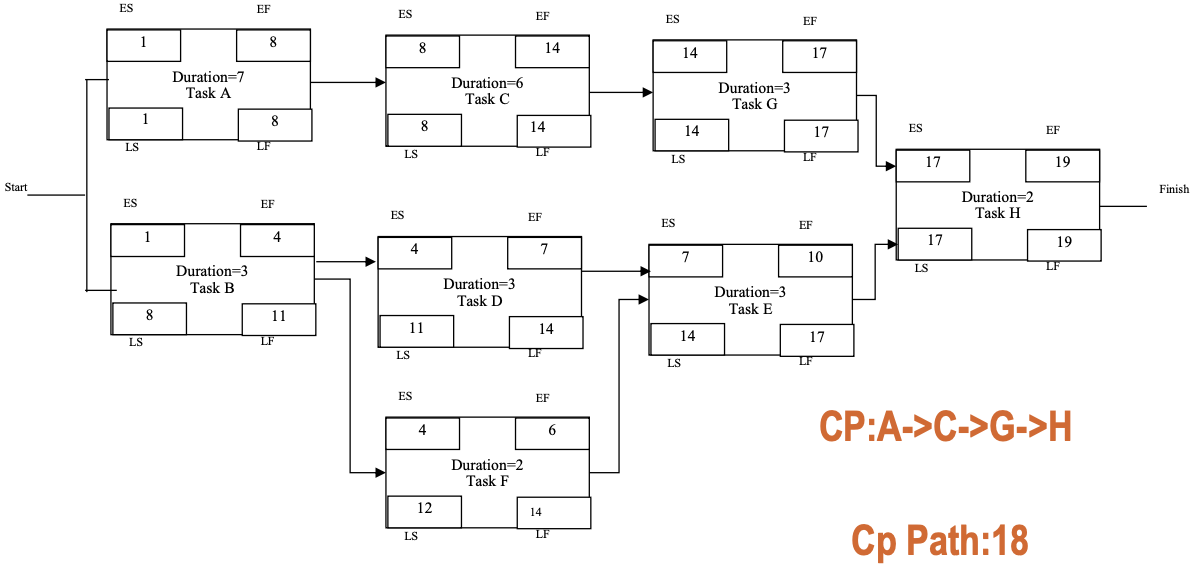 ES EF
1 8
Duration=7
Task A
1 8
LS LF
ES EF
8 14
Duration=6
Task C
8 14
LS LF
ES EF
14 17
Duration=3
Task G
14 17
LS LF
ES EF
17 19
Duration=2
Task H
17 19
LS LF
Start
Finish
ES EF
1 4
Duration=3
Task B
8 11
LS LF
ES EF
4 7
Duration=3
Task D
11 14
LS LF
ES EF
7 10
Duration=3
Task E
14 17
LS LF
ES EF
4 6
Duration=2
Task F
12 14
LS LF
CP:A->C->G->H
Cp Path:18